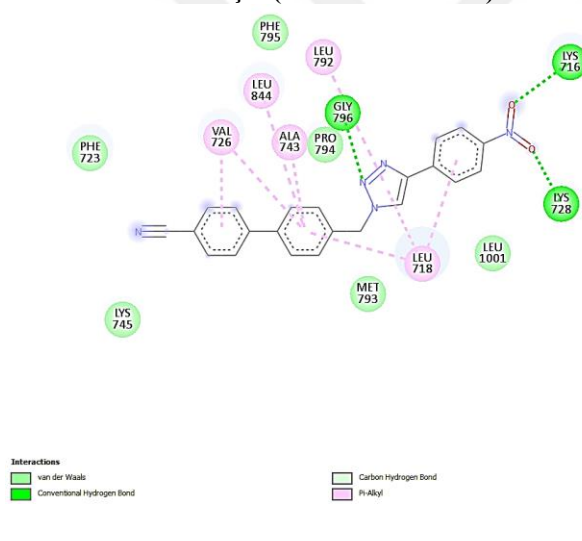 PHE
795
LEU
792
LYS
716
LEU
844
GLY
796
VAL
726
ALA
743
PRO
794
PHE
723
N
N
N
N
N
O
O
LYS
728
LEU
718
LEU
1001
MET
793
LYS
745
Interactions
van der Waals
Conventional Hydrogen Bond
Carbon Hydrogen Bond
Pi-Alkyl